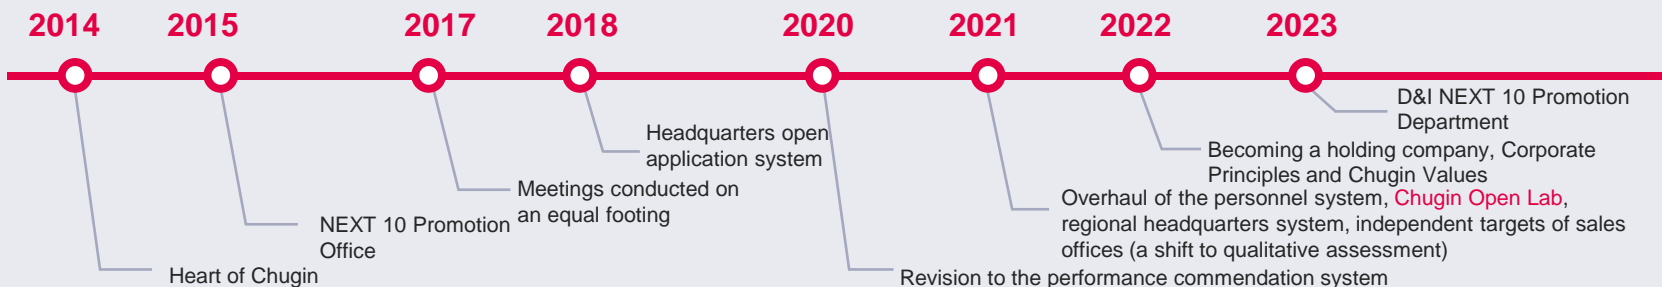 2014 2015 2017 2018 2020 2021 2022 2023
D&I NEXT 10 Promotion
Department
Headquarters open
application system
Becoming a holding company, Corporate
Principles and Chugin Values
Meetings conducted on
an equal footing
Overhaul of the personnel system, Chugin Open Lab,
regional headquarters system, independent targets of sales
offices (a shift to qualitative assessment)
NEXT 10 Promotion
Office
Heart of Chugin
Revision to the performance commendation system